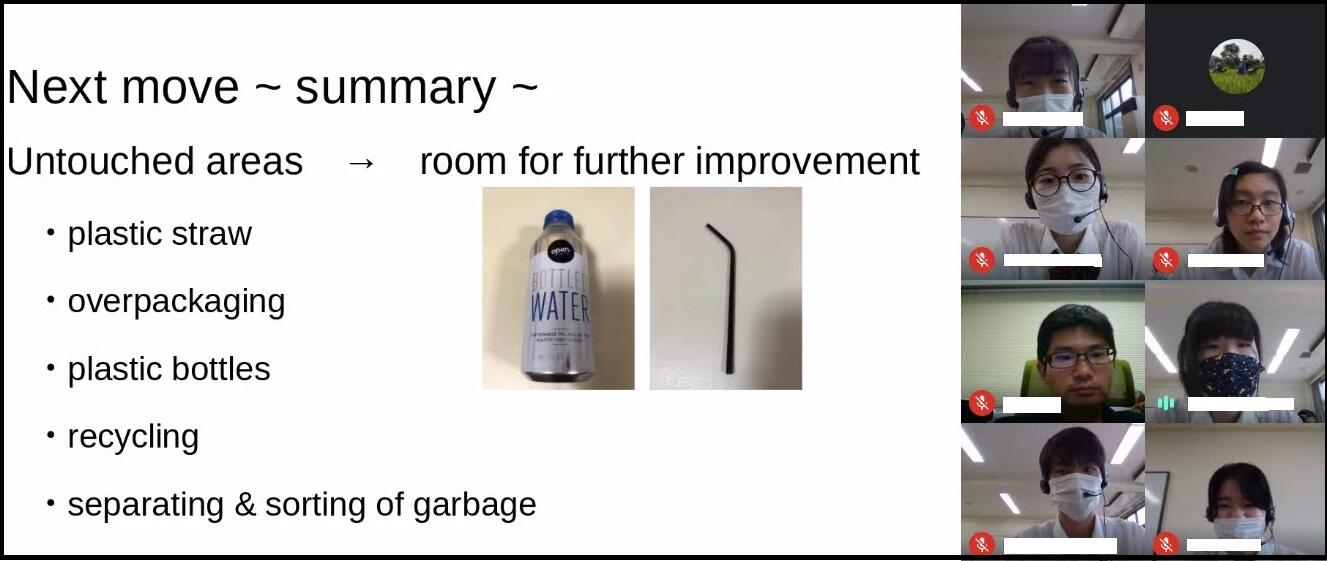 Next move ~ summary ~
Untouched areas → room for further improvement
・plastic straw
・overpackaging
・plastic bottles
・recycling
・separating & sorting of garbage
open
BOTTLED
WATER